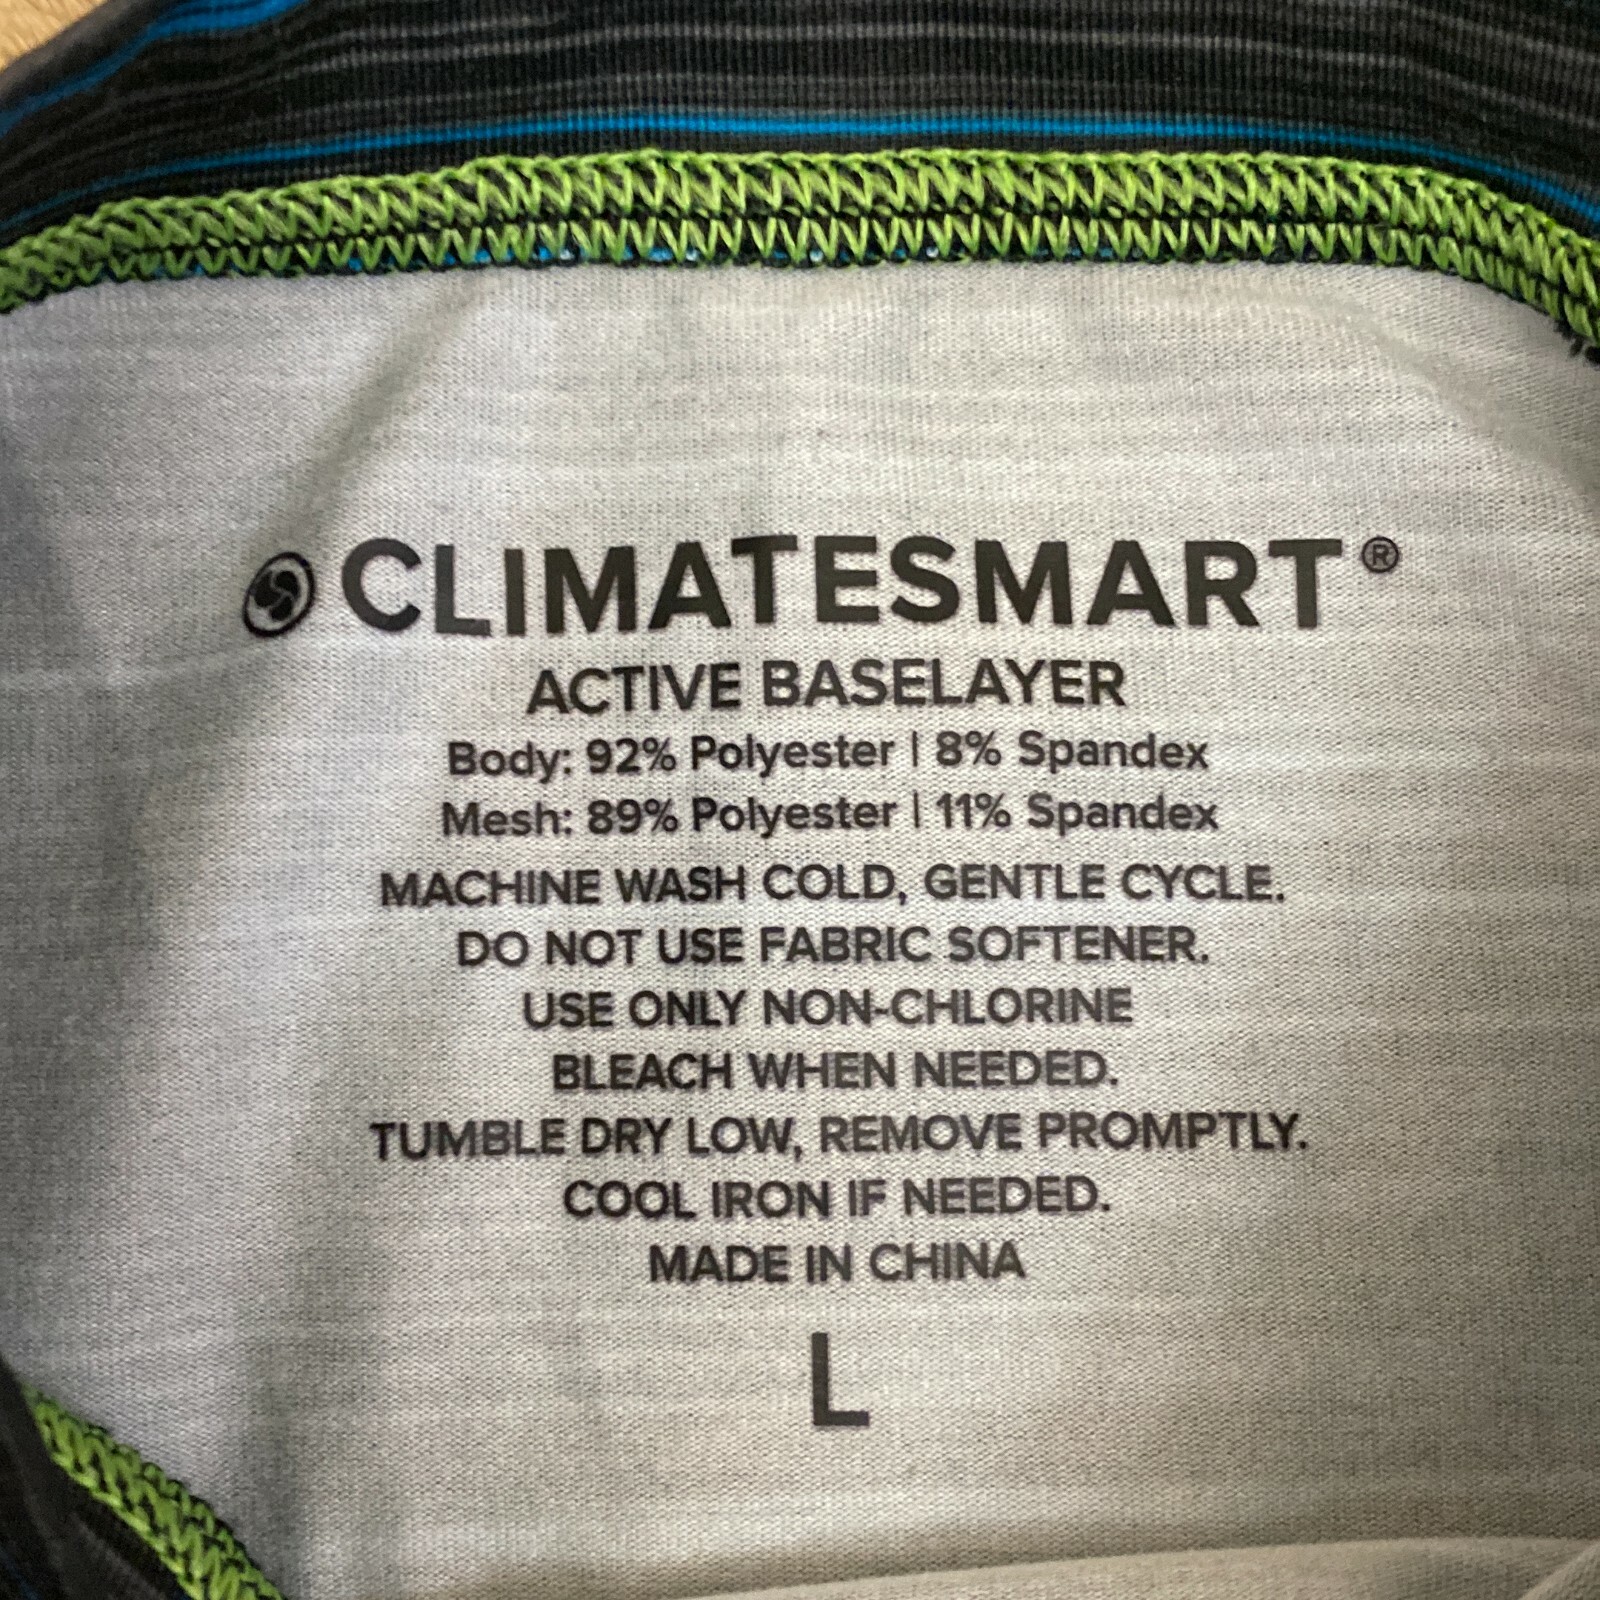 CLIMATESMART®
ACTIVE BASELAYER
Body: 92% Polyester | 8% Spandex
Mesh: 89% Polyester | 11% Spandex
MACHINE WASH COLD, GENTLE CYCLE.
DO NOT USE FABRIC SOFTENER.
USE ONLY NON-CHLORINE
BLEACH WHEN NEEDED.
TUMBLE DRY LOW, REMOVE PROMPTLY.
COOL IRON IF NEEDED.
MADE IN CHINA
L